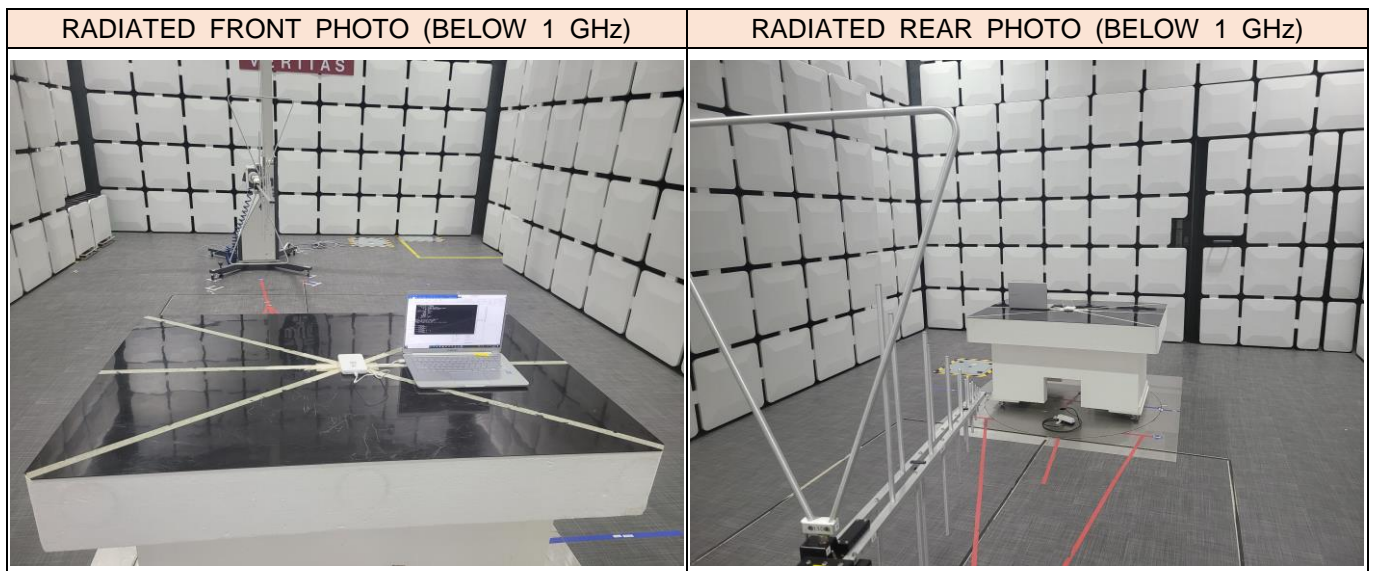 RADIATED FRONT PHOTO (BELOW 1 GHz)
RADIATED REAR PHOTO (BELOW 1 GHz)
VERITAS